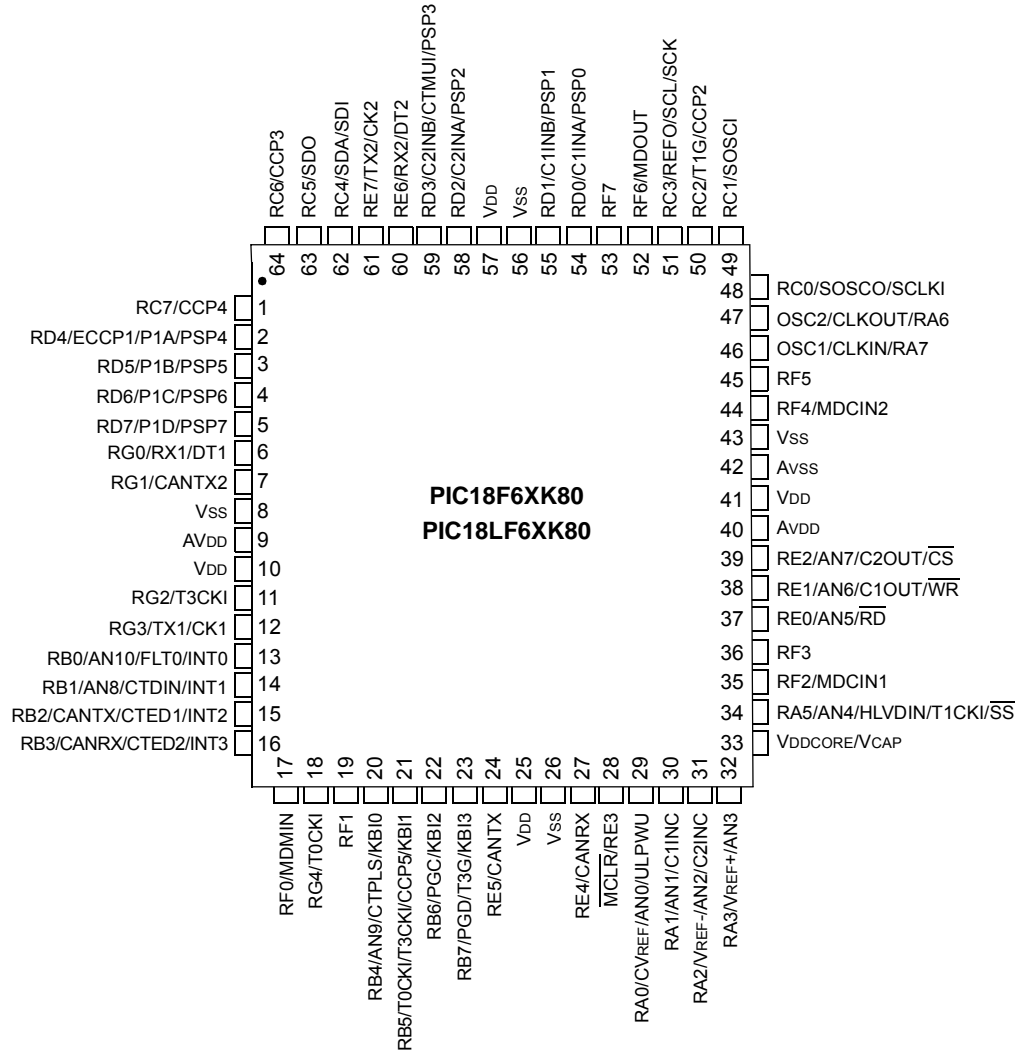 RC6/CCP3
RC5/SDO
RC4/SDA/SDI
RE7/TX2/CK2
RE6/RX2/DT2
RD3/C2INB/CTMUI/PSP3
RD2/C2INA/PSP2
VDD
VSS
RD1/C1INB/PSP1
RD0/C1INA/PSP0
RF7
RF6/MDOUT
RC3/REFO/SCL/SCK
RC2/T1G/CCP2
RC1/SOSCI
64
63
62
61
60
59
58
57
56
55
54
53
52
51
50
49
RC7/CCP4 1
RD4/ECCP1/P1A/PSP4 2
RD5/P1B/PSP5 3
RD6/P1C/PSP6 4
RD7/P1D/PSP7 5
RG0/RX1/DT1 6
RG1/CANTX2 7
VSS 8
AVDD 9
VDD 10
RG2/T3CKI 11
RG3/TX1/CK1 12
RB0/AN10/FLT0/INT0 13
RB1/AN8/CTDIN/INT1 14
RB2/CANTX/CTED1/INT2 15
RB3/CANRX/CTED2/INT3 16
PIC18F6XK80
PIC18LF6XK80
48 RC0/SOSCO/SCLKI
47 OSC2/CLKOUT/RA6
46 OSC1/CLKIN/RA7
45 RF5
44 RF4/MDCIN2
43 VSS
42 AVSS
41 VDD
40 AVDD
39 RE2/AN7/C2OUT/CS
38 RE1/AN6/C1OUT/WR
37 RE0/AN5/RD
36 RF3
35 RF2/MDCIN1
34 RA5/AN4/HLVDIN/T1CKI/SS
33 VDDCORE/VCAP
17
18
19
20
21
22
23
24
25
26
27
28
29
30
31
32
RF0/MDMIN
RG4/T0CKI
RF1
RB4/AN9/CTPLS/KBI0
RB5/T0CKI/T3CKI/CCP5/KBI1
RB6/PGC/KBI2
RB7/PGD/T3G/KBI3
RE5/CANTX
VDD
VSS
RE4/CANRX
MCLR/RE3
RA0/CVREF/AN0/ULPWU
RA1/AN1/C1INC
RA2/VREF-/AN2/C2INC
RA3/VREF+/AN3